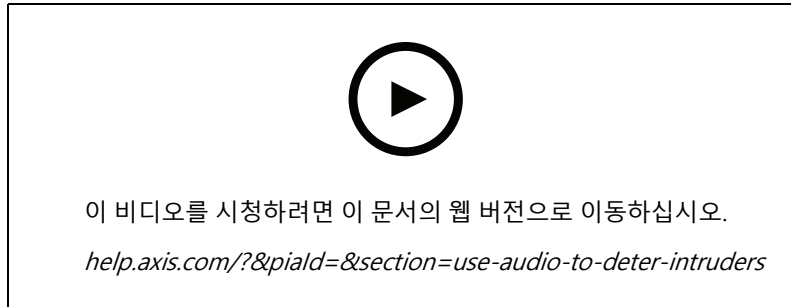 이 비디오를 시청하려면 이 문서의 웹 버전으로 이동하십시오.
help.axis.com/?&piaId=&section=use-audio-to-deter-intruders